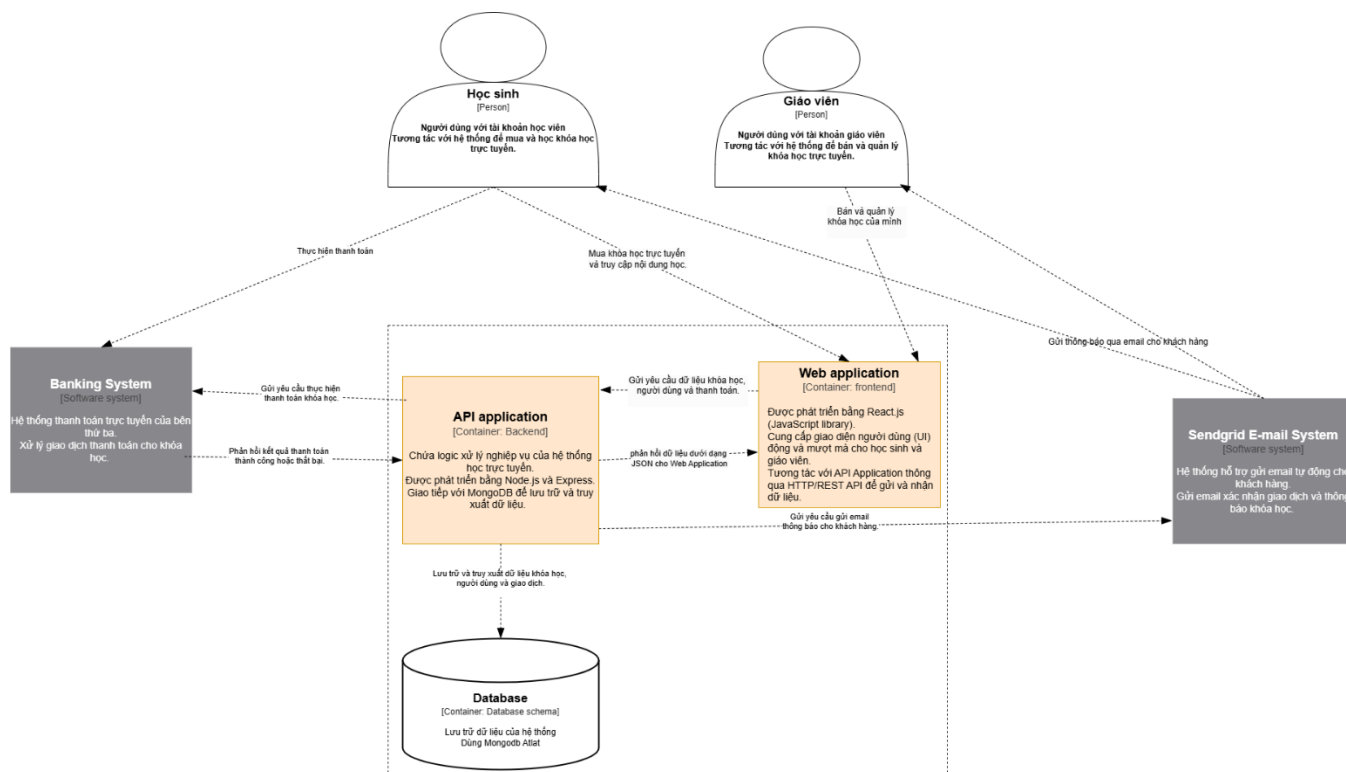 Học sinh
[Person]
Người dùng với tài khoản học viên
Tương tác với hệ thống để mua và học khóa học
trực tuyến.
Giáo viên
[Person]
Người dùng với tài khoản giáo viên
Tương tác với hệ thống để bán và quản lý
khóa học trực tuyến.
Bán và quản lý
khóa học của mình
Thực hiện thanh toán
Mua khóa học trực tuyến
và truy cập nội dung học.
Gửi thông báo qua email cho khách hàng
Banking System
[Software system]
Hệ thống thanh toán trực tuyến của bên
thứ ba.
Xử lý giao dịch thanh toán cho khóa
học.
Gửi yêu cầu thực hiện
thanh toán khóa học.
Phản hồi kết quả thanh toán
thành công hoặc thất bại.
API application
[Container: Backend]
Chứa logic xử lý nghiệp vụ của hệ thống
học trực tuyến.
Được phát triển bằng Node.js và Express.
Giao tiếp với MongoDB để lưu trữ và truy
xuất dữ liệu.
Gửi yêu cầu dữ liệu khóa học,
người dùng và thanh toán.
phản hồi dữ liệu dưới dạng
JSON cho Web Application
Web application
[Container: frontend]
Được phát triển bằng React.js
(JavaScript library).
Cung cấp giao diện người dùng (UI)
động và mượt mà cho học sinh và
giáo viên.
Tương tác với API Application thông
qua HTTP/REST API để gửi và nhận
dữ liệu.
Sendgrid E-mail System
[Software system]
Hệ thống hỗ trợ gửi email tự động cho
khách hàng.
Gửi email xác nhận giao dịch và thông
báo khóa học.
Gửi yêu cầu gửi email
thông báo cho khách hàng.
Lưu trữ và truy xuất dữ liệu khóa học,
người dùng và giao dịch.
Database
[Container: Database schema]
Lưu trữ dữ liệu của hệ thống
Dùng Mongodb Atlat